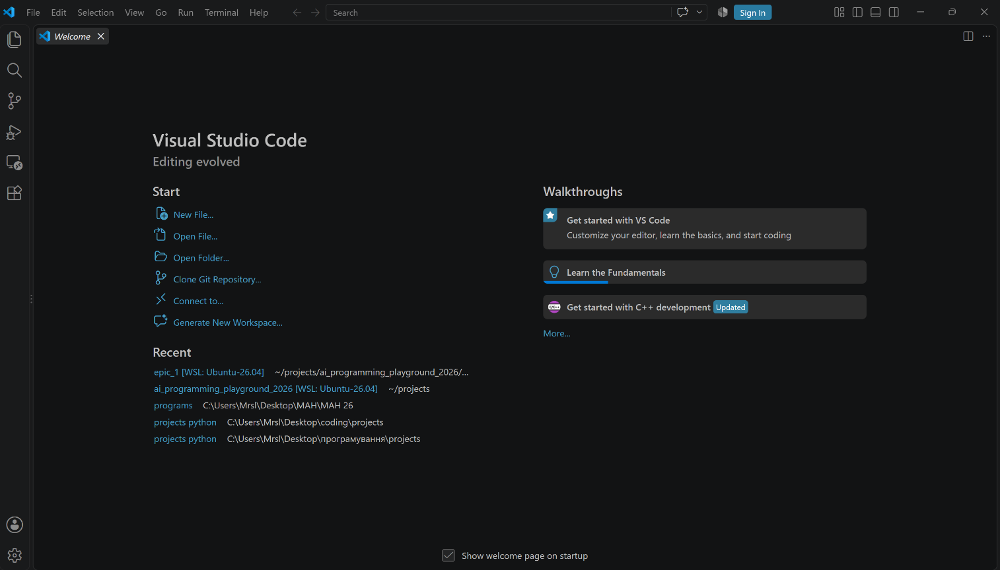 File Edit Selection View Go Run Terminal Help Search Sign In
Welcome
Visual Studio Code
Editing evolved
Start
New File...
Open File...
Open Folder...
Clone Git Repository...
Connect to...
Generate New Workspace...
Recent
epic_1 [WSL: Ubuntu-26.04] ~/projects/ai_programming_playground_2026/...
ai_programming_playground_2026 [WSL: Ubuntu-26.04] ~/projects
programs C:\Users\Mrsl\Desktop\МАН\МАН 26
projects python C:\Users\Mrsl\Desktop\coding\projects
projects python C:\Users\Mrsl\Desktop\програмування\projects
Walkthroughs
Get started with VS Code
Customize your editor, learn the basics, and start coding
Learn the Fundamentals
C/C++ Get started with C++ development Updated
More...
Show welcome page on startup